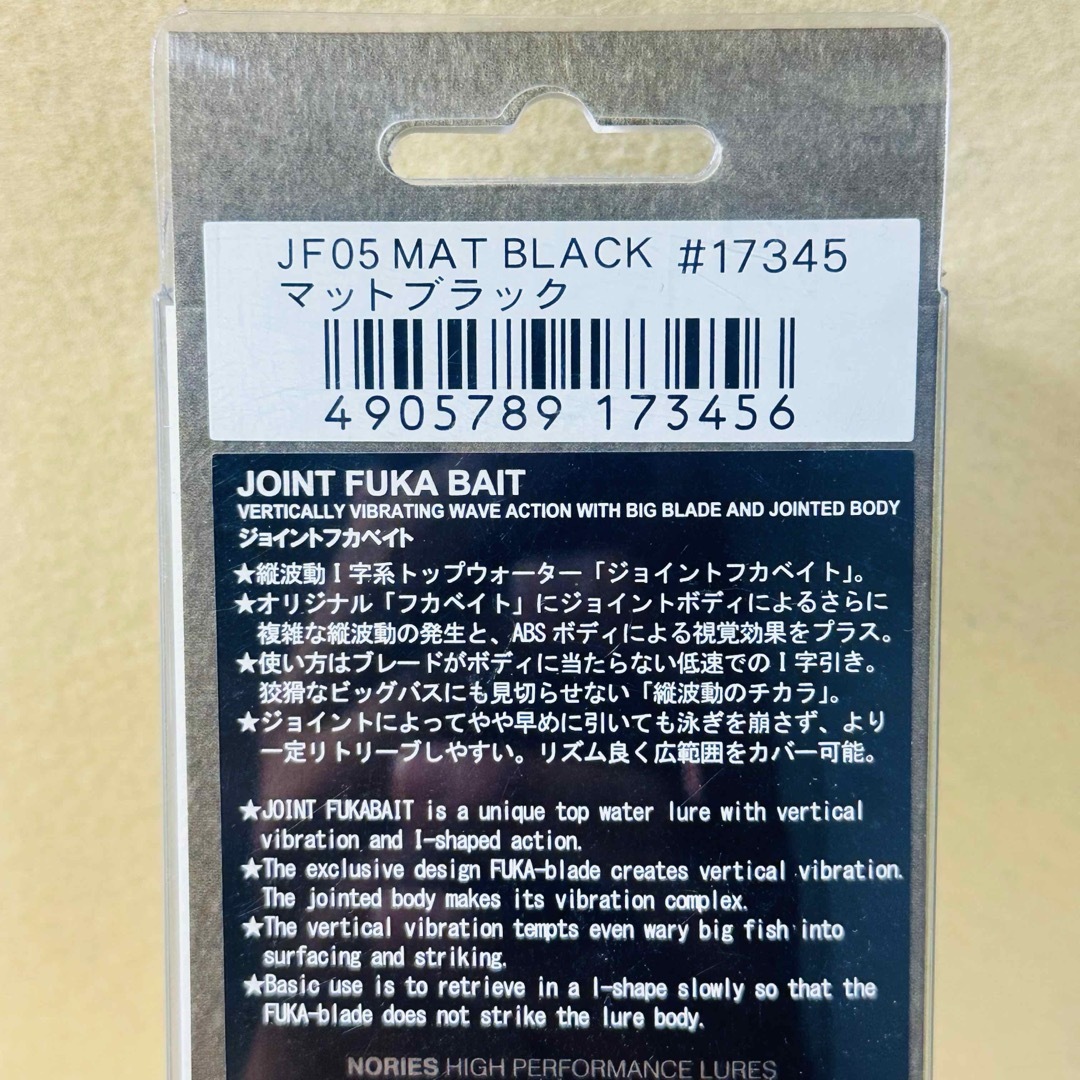 JF05 MAT BLACK #17345
マットブラック
4905789 173456
JOINT FUKA BAIT
VERTICALLY VIBRATING WAVE ACTION WITH BIG BLADE AND JOINTED BODY
ジョイントフカベイト
★縦波動I字系トップウォーター「ジョイントフカベイト」。
★オリジナル「フカベイト」にジョイントボディによるさらに
複雑な縦波動の発生と、ABSボディによる視覚効果をプラス。
★使い方はブレードがボディに当たらない低速でのI字引き。
狡猾なビッグバスにも見切らせない「縦波動のチカラ」。
★ジョイントによってやや早めに引いても泳ぎを崩さず、より
一定リトリーブしやすい。リズム良く広範囲をカバー可能。
★JOINT FUKABAIT is a unique top water lure with vertical
vibration and I-shaped action.
★The exclusive design FUKA-blade creates vertical vibration.
The jointed body makes its vibration complex.
★The vertical vibration tempts even wary big fish into
surfacing and striking.
★Basic use is to retrieve in a I-shape slowly so that the
FUKA-blade does not strike the lure body.
NORIES HIGH PERFORMANCE LURES